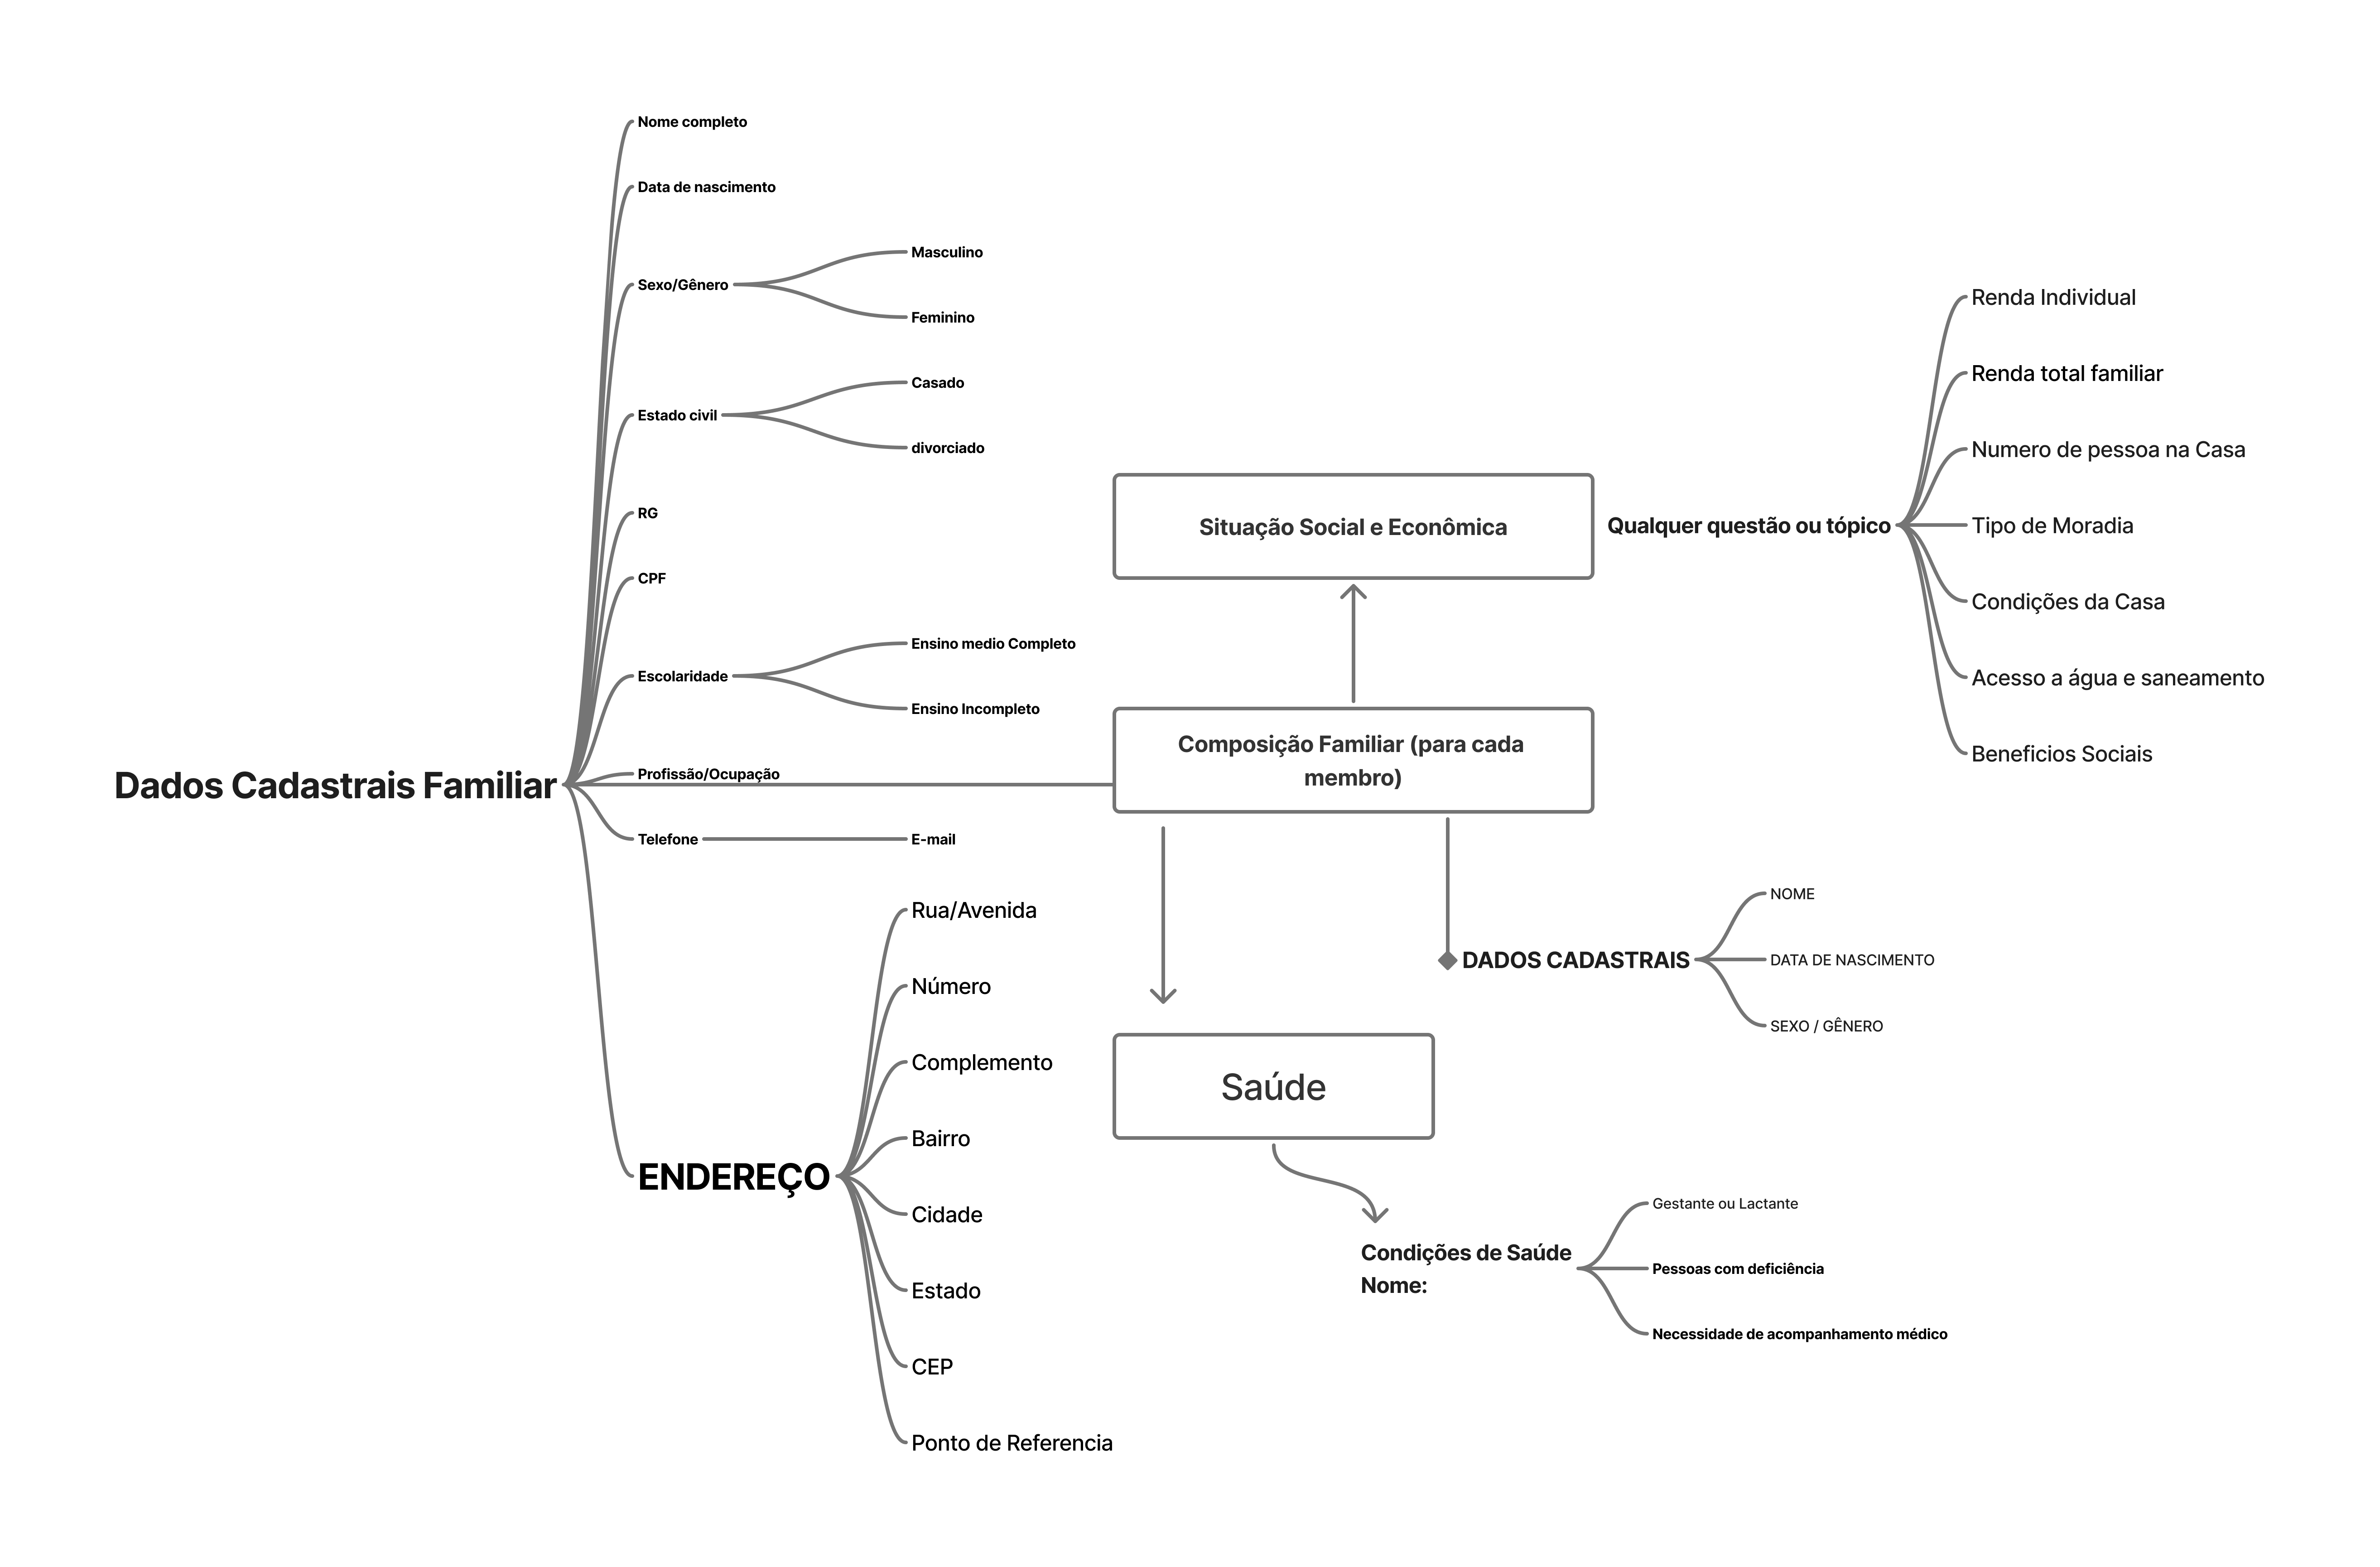 Dados Cadastrais Familiar
Nome completo
Data de nascimento
Sexo/Gênero
Masculino
Feminino
Estado civil
Casado
divorciado
RG
CPF
Escolaridade
Ensino medio Completo
Ensino Incompleto
Profissão/Ocupação
Telefone
E-mail
ENDEREÇO
Rua/Avenida
Número
Complemento
Bairro
Cidade
Estado
CEP
Ponto de Referencia
Composição Familiar (para cada
membro)
Situação Social e Econômica
Qualquer questão ou tópico
Renda Individual
Renda total familiar
Numero de pessoa na Casa
Tipo de Moradia
Condições da Casa
Acesso a água e saneamento
Beneficios Sociais
DADOS CADASTRAIS
NOME
DATA DE NASCIMENTO
SEXO / GÊNERO
Saúde
Condições de Saúde
Nome:
Gestante ou Lactante
Pessoas com deficiência
Necessidade de acompanhamento médico